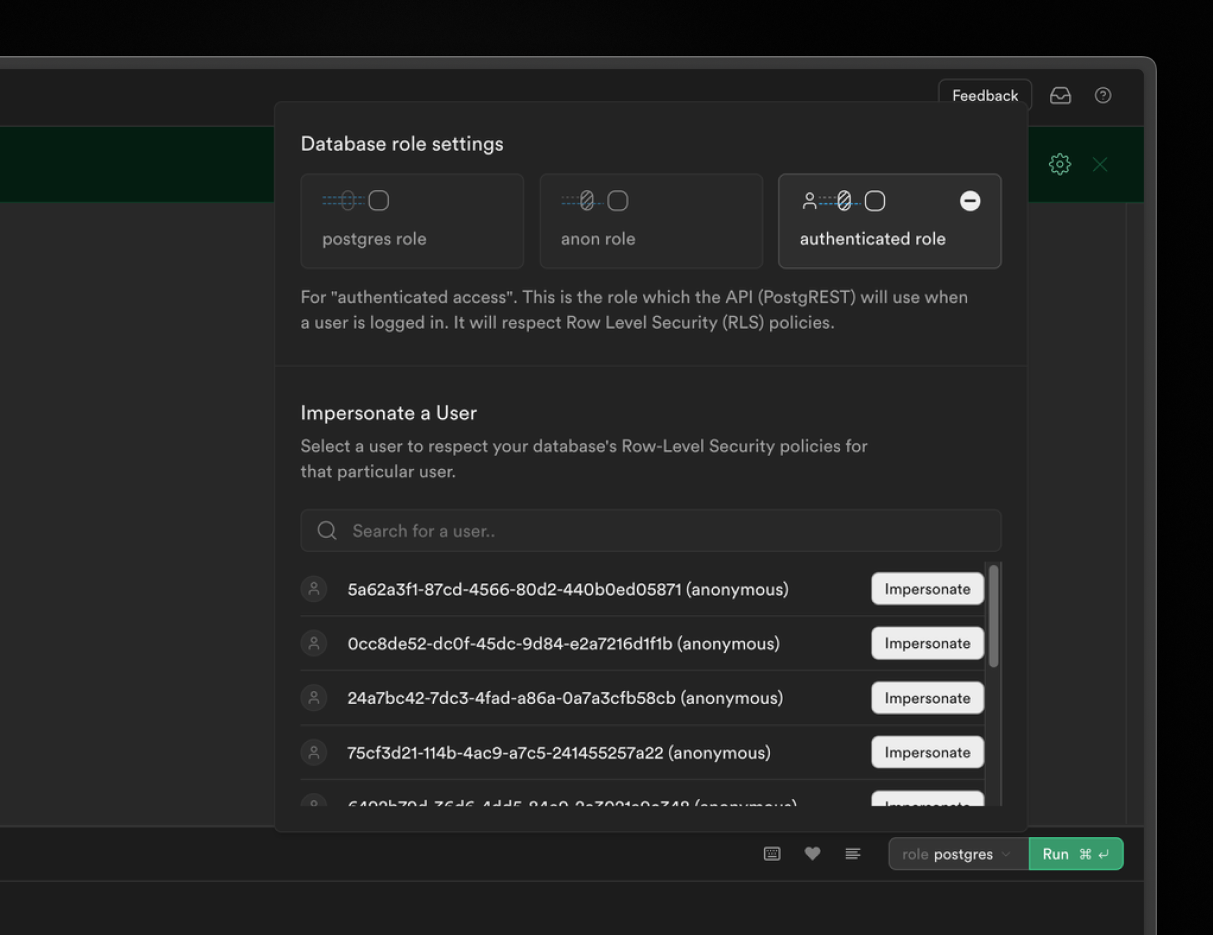 Feedback
Database role settings
postgres role
anon role
authenticated role
For "authenticated access". This is the role which the API (PostgREST) will use when
a user is logged in. It will respect Row Level Security (RLS) policies.
Impersonate a User
Select a user to respect your database's Row-Level Security policies for
that particular user.
Search for a user..
5a62a3f1-87cd-4566-80d2-440b0ed05871 (anonymous) Impersonate
0cc8de52-dc0f-45dc-9d84-e2a7216d1f1b (anonymous) Impersonate
24a7bc42-7dc3-4fad-a86a-0a7a3cfb58cb (anonymous) Impersonate
75cf3d21-114b-4ac9-a7c5-241455257a22 (anonymous) Impersonate
(anonymous) Impersonate
role postgres Run ⌘ ↵